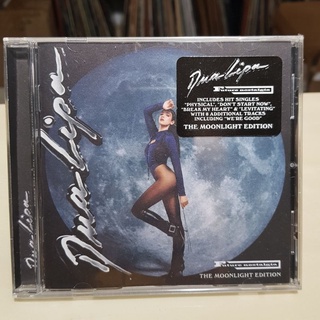 Dua Lipa
Future nostalgia
INCLUDES HIT SINGLES
"PHYSICAL", "DON'T START NOW",
"BREAK MY HEART" & "LEVITATING"
WITH 8 ADDITIONAL TRACKS
INCLUDING "WE'RE GOOD"
THE MOONLIGHT EDITION
Dua Lipa
Dua Lipa
Future nostalgia
THE MOONLIGHT EDITION